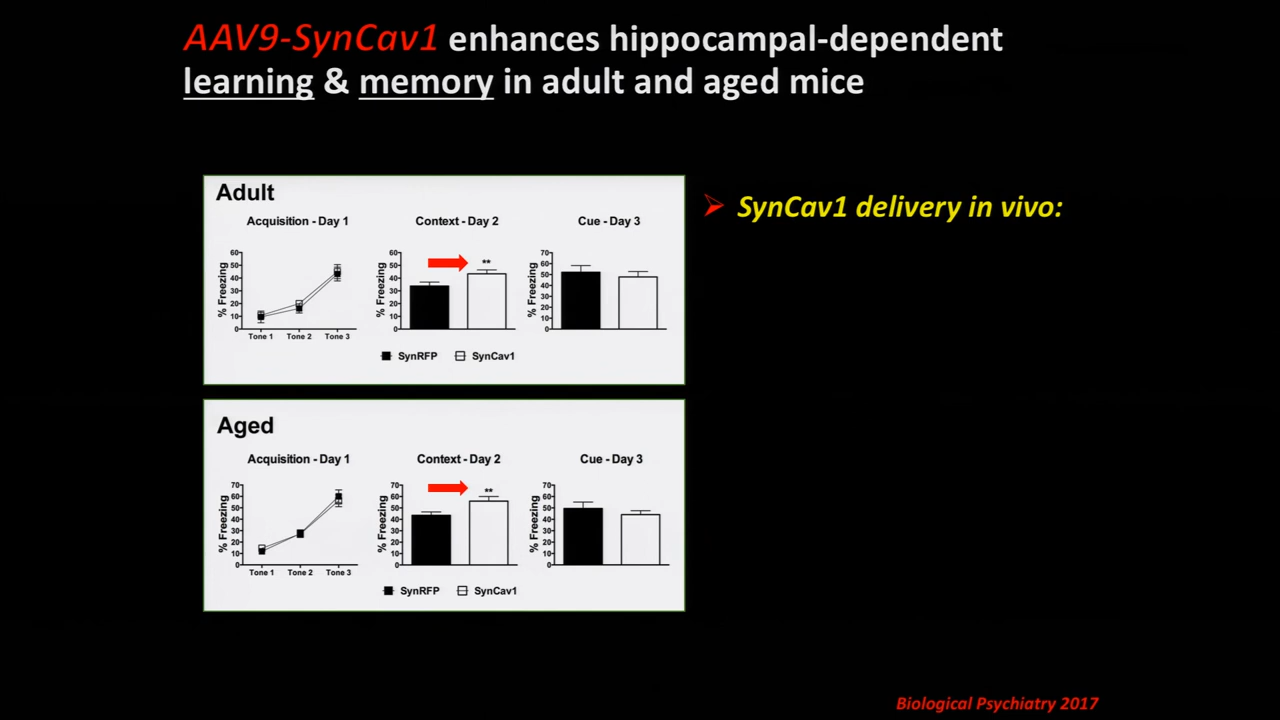 AAV9-SynCav1 enhances hippocampal-dependent
learning & memory in adult and aged mice
Adult
Acquisition - Day 1
Context - Day 2
Cue - Day 3
% Freezing
60
50
40
30
20
10
0
Tone 1 Tone 2 Tone 3
% Freezing
60
50
40
30
20
10
0
**
% Freezing
70
60
50
40
30
20
10
0
SynRFP SynCav1
➢ SynCav1 delivery in vivo:
Aged
Acquisition - Day 1
Context - Day 2
Cue - Day 3
% Freezing
70
60
50
40
30
20
10
0
Tone 1 Tone 2 Tone 3
% Freezing
70
60
50
40
30
20
10
0
**
% Freezing
70
60
50
40
30
20
10
0
SynRFP SynCav1
Biological Psychiatry 2017